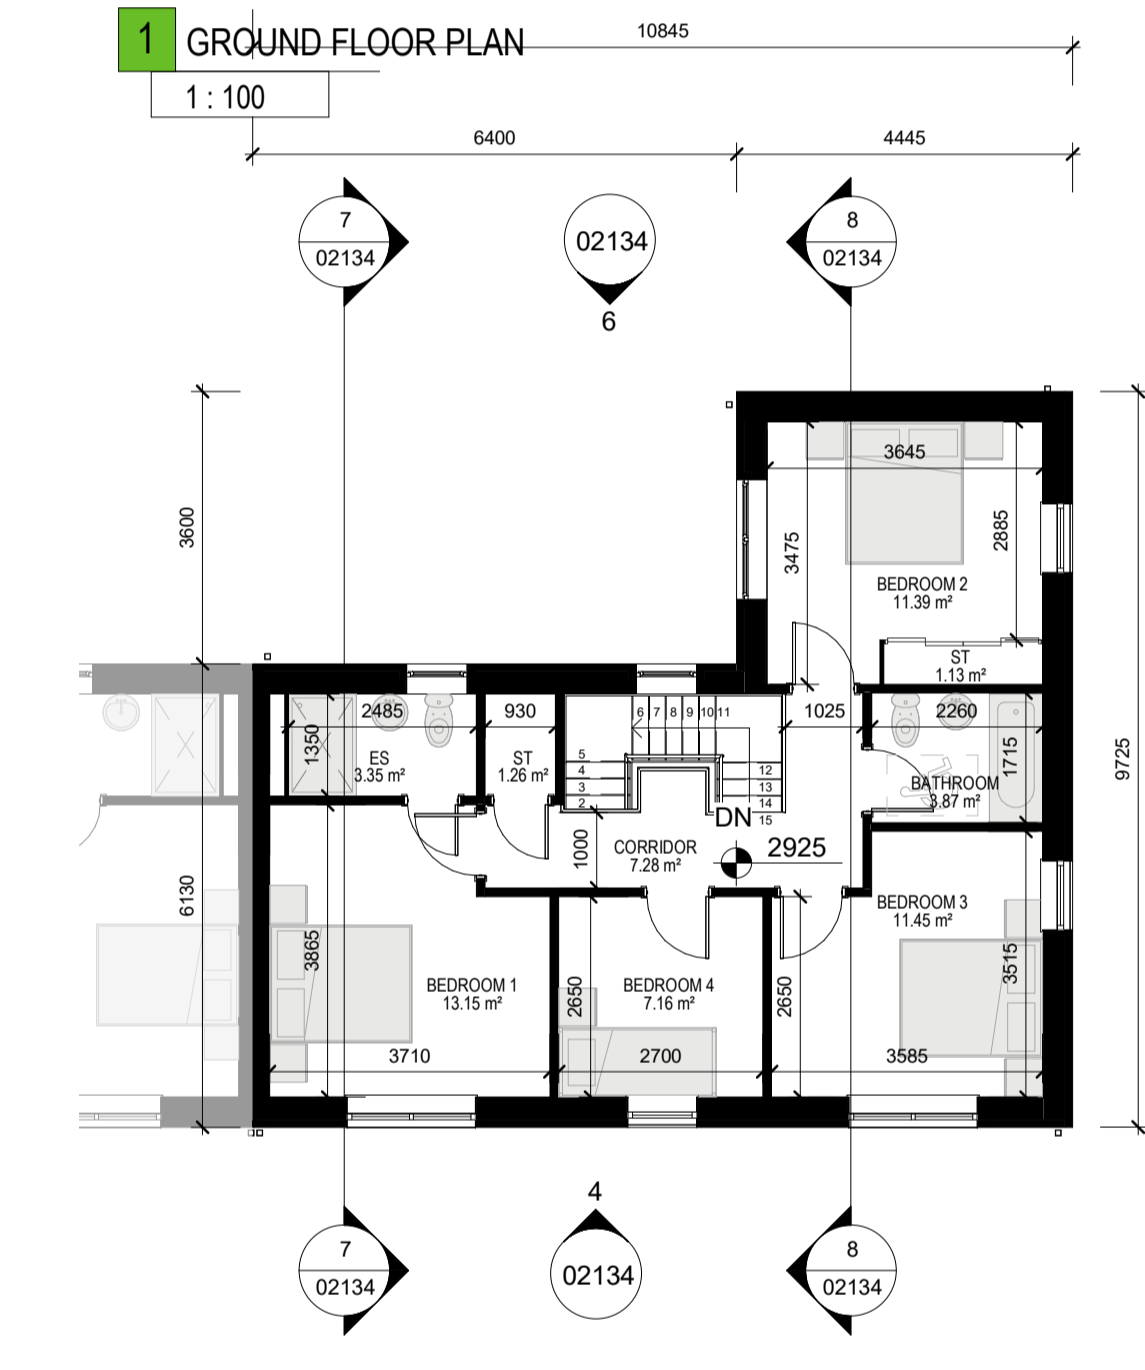 1 GROUND FLOOR PLAN
1 : 100
10845
6400
4445
7
02134
02134
6
8
02134
3600
3645
3475
2885
BEDROOM 2
11.39 m²
ST
1.13 m²
9725
2485
930
6 7 8 9 10 11
1025
2260
1350
ES
3.35 m²
ST
1.26 m²
5
4
3
2
12
13
14
15
1715
BATHROOM
3.87 m²
DN
1000
CORRIDOR
7.28 m²
2925
6130
3865
BEDROOM 1
13.15 m²
2650
BEDROOM 4
7.16 m²
2650
BEDROOM 3
11.45 m²
3515
3710
2700
3585
4
02134
7
02134
8
02134